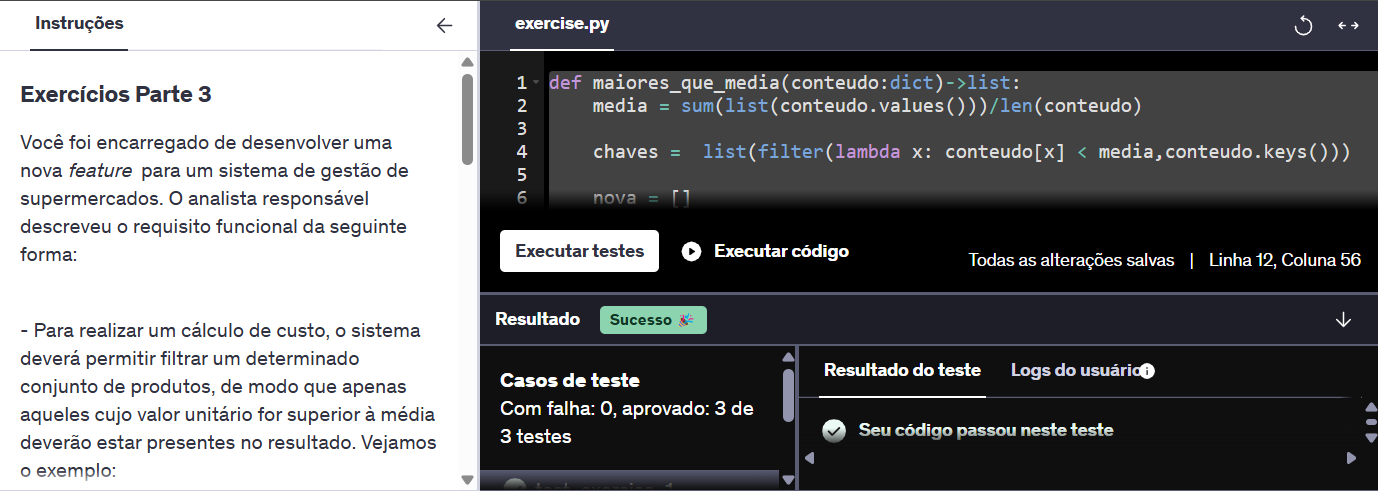 Instruções
Exercícios Parte 3
Você foi encarregado de desenvolver uma
nova feature para um sistema de gestão de
supermercados. O analista responsável
descreveu o requisito funcional da seguinte
forma:
- Para realizar um cálculo de custo, o sistema
deverá permitir filtrar um determinado
conjunto de produtos, de modo que apenas
aqueles cujo valor unitário for superior à média
deverão estar presentes no resultado. Vejamos
o exemplo:
exercise.py
1 def maiores_que_media(conteudo:dict)->list:
2 media = sum(list(conteudo.values()))/len(conteudo)
3
4 chaves =  list(filter(lambda x: conteudo[x] < media,conteudo.keys()))
5
6 nova = []
Executar testes
Executar código
Todas as alterações salvas | Linha 12, Coluna 56
Resultado
Sucesso 🎉
Casos de teste
Com falha: 0, aprovado: 3 de
3 testes
test_exercise_1
Resultado do teste
Logs do usuário
Seu código passou neste teste